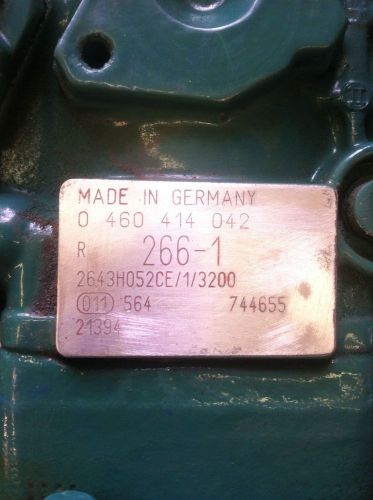 MADE IN GERMANY
0 460 414 042
R 266-1
2643H052CE/1/3200
011 564 744655
21394